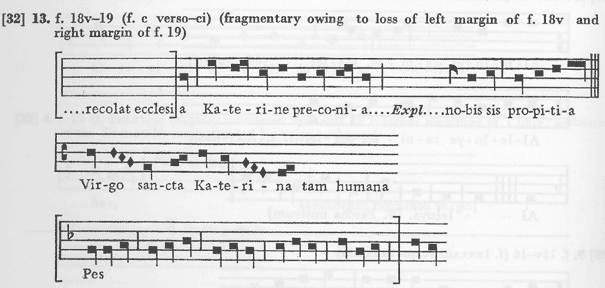 [32] 13. f. 18v–19 (f. c verso–ci) (fragmentary owing to loss of left margin of f. 18v and
right margin of f. 19)
....recolat ecclesi]a Ka-te-ri-ne pre-co-ni-a....Expl....no-bis sis pro-pi-ti-a
Vir-go san-cta Ka-te-ri-na tam humana
Pes